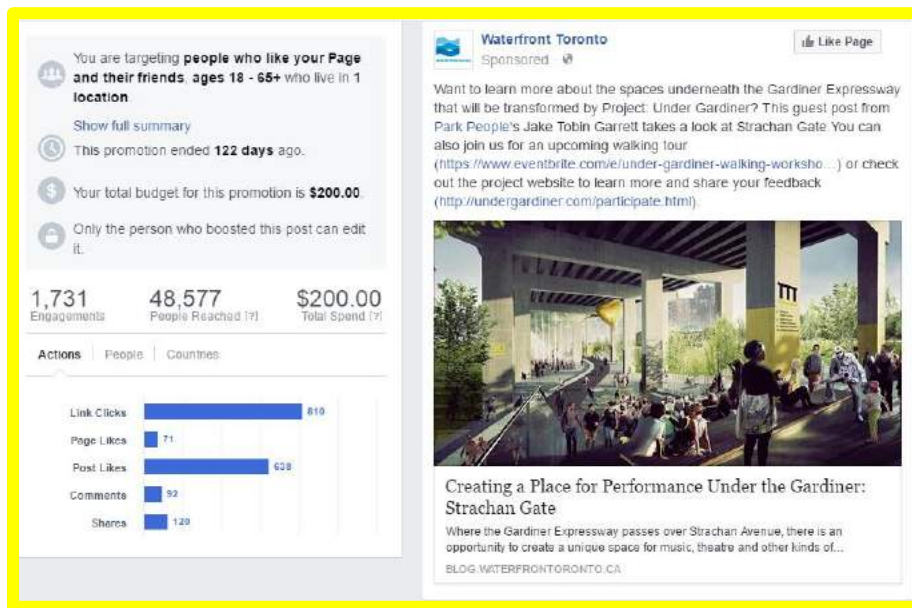 You are targeting people who like your Page
and their friends, ages 18 - 65+ who live in 1
location.
Show full summary
This promotion ended 122 days ago.
Your total budget for this promotion is $200.00.
Only the person who boosted this post can edit
it.
1,731
Engagements
48,577
People Reached [?]
$200.00
Total Spend [?]
Actions
People
Countries
Link Clicks 810
Page Likes 71
Post Likes 638
Comments 92
Shares 120
Waterfront Toronto
Sponsored
Like Page
Want to learn more about the spaces underneath the Gardiner Expressway
that will be transformed by Project: Under Gardiner? This guest post from
Park People's Jake Tobin Garrett takes a look at Strachan Gate.You can
also join us for an upcoming walking tour
(https://www.eventbrite.com/e/under-gardiner-walking-worksho…) or check
out the project website to learn more and share your feedback
(http://undergardiner.com/participate.html).
Creating a Place for Performance Under the Gardiner:
Strachan Gate
Where the Gardiner Expressway passes over Strachan Avenue, there is an
opportunity to create a unique space for music, theatre and other kinds of...
BLOG.WATERFRONTORONTO.CA